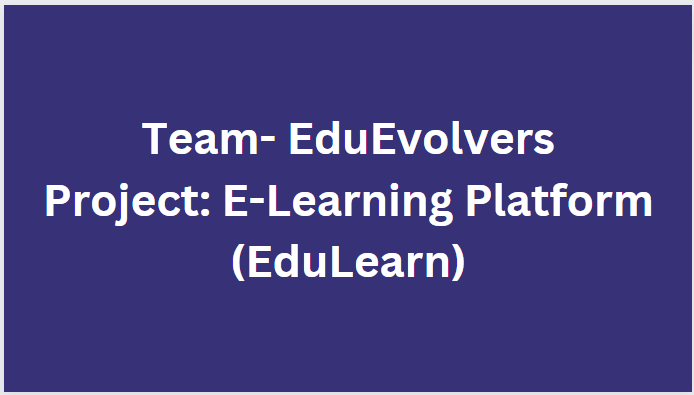 Team- EduEvolvers
Project: E-Learning Platform
(EduLearn)